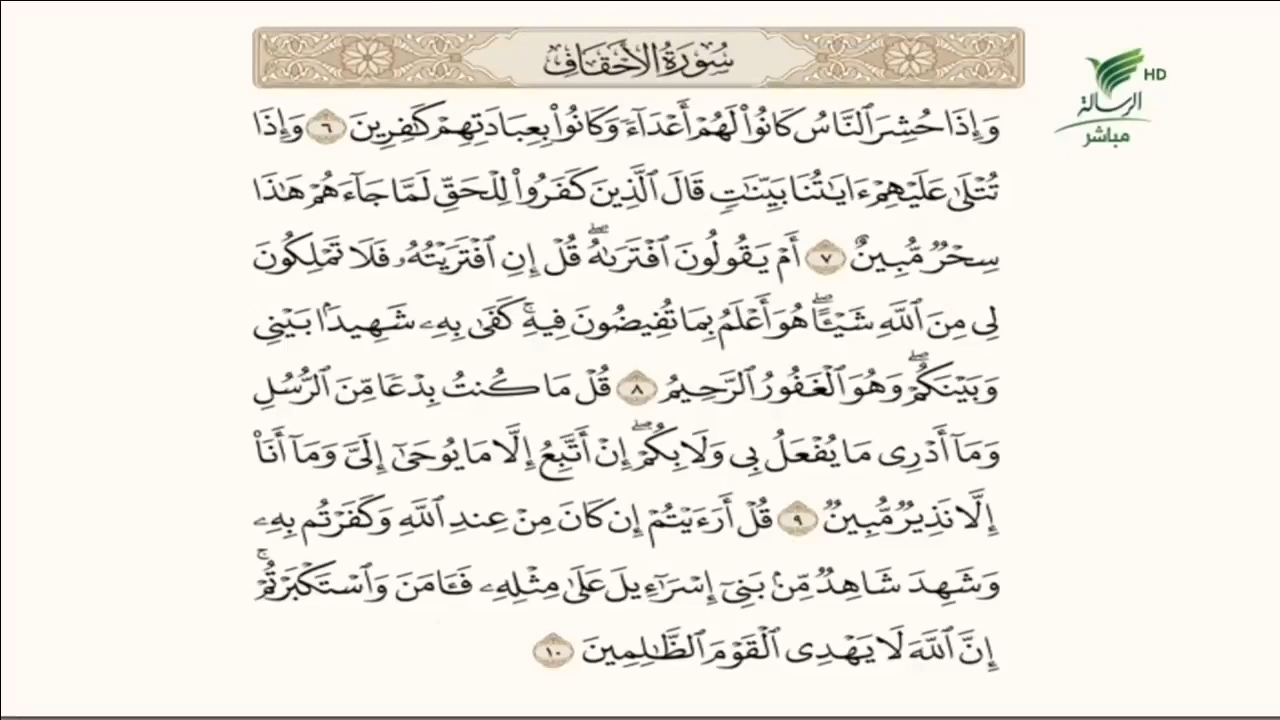 سُورَةُ الأَحْقَافِ
HD
الرسالة
مباشر
وَإِذَا حُشِرَ ٱلنَّاسُ كَانُوا۟ لَهُمْ أَعْدَآءً وَكَانُوا۟ بِعِبَادَتِهِمْ كَٰفِرِينَ ٦ وَإِذَا
تُتْلَىٰ عَلَيْهِمْ ءَايَٰتُنَا بَيِّنَٰتٍ قَالَ ٱلَّذِينَ كَفَرُوا۟ لِلْحَقِّ لَمَّا جَآءَهُمْ هَٰذَا
سِحْرٌ مُّبِينٌ ٧ أَمْ يَقُولُونَ ٱفْتَرَىٰهُ ۖ قُلْ إِنِ ٱفْتَرَيْتُهُۥ فَلَا تَمْلِكُونَ
لِى مِنَ ٱللَّهِ شَيْـًٔا ۖ هُوَ أَعْلَمُ بِمَا تُفِيضُونَ فِيهِ ۚ كَفَىٰ بِهِۦ شَهِيدًۢا بَيْنِى
وَبَيْنَكُمْ ۖ وَهُوَ ٱلْغَفُورُ ٱلرَّحِيمُ ٨ قُلْ مَا كُنتُ بِدْعًا مِّنَ ٱلرُّسُلِ
وَمَآ أَدْرِى مَا يُفْعَلُ بِى وَلَا بِكُمْ ۖ إِنْ أَتَّبِعُ إِلَّا مَا يُوحَىٰٓ إِلَىَّ وَمَآ أَنَا۠
إِلَّا نَذِيرٌ مُّبِينٌ ٩ قُلْ أَرَءَيْتُمْ إِن كَانَ مِنْ عِندِ ٱللَّهِ وَكَفَرْتُم بِهِۦ
وَشَهِدَ شَاهِدٌ مِّنۢ بَنِىٓ إِسْرَٰٓءِيلَ عَلَىٰ مِثْلِهِۦ فَـَٔامَنَ وَٱسْتَكْبَرْتُمْ ۚ
إِنَّ ٱللَّهَ لَا يَهْدِى ٱلْقَوْمَ ٱلظَّٰلِمِينَ ١٠